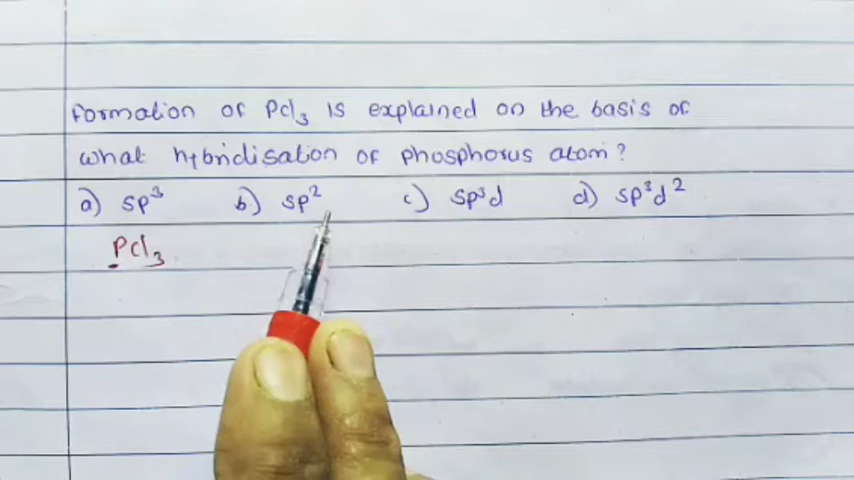 Formation of PCl3 is explained on the basis of
what hybridisation of phosphorus atom?
a) sp³ b) sp² c) sp³d d) sp³d²
PCl3